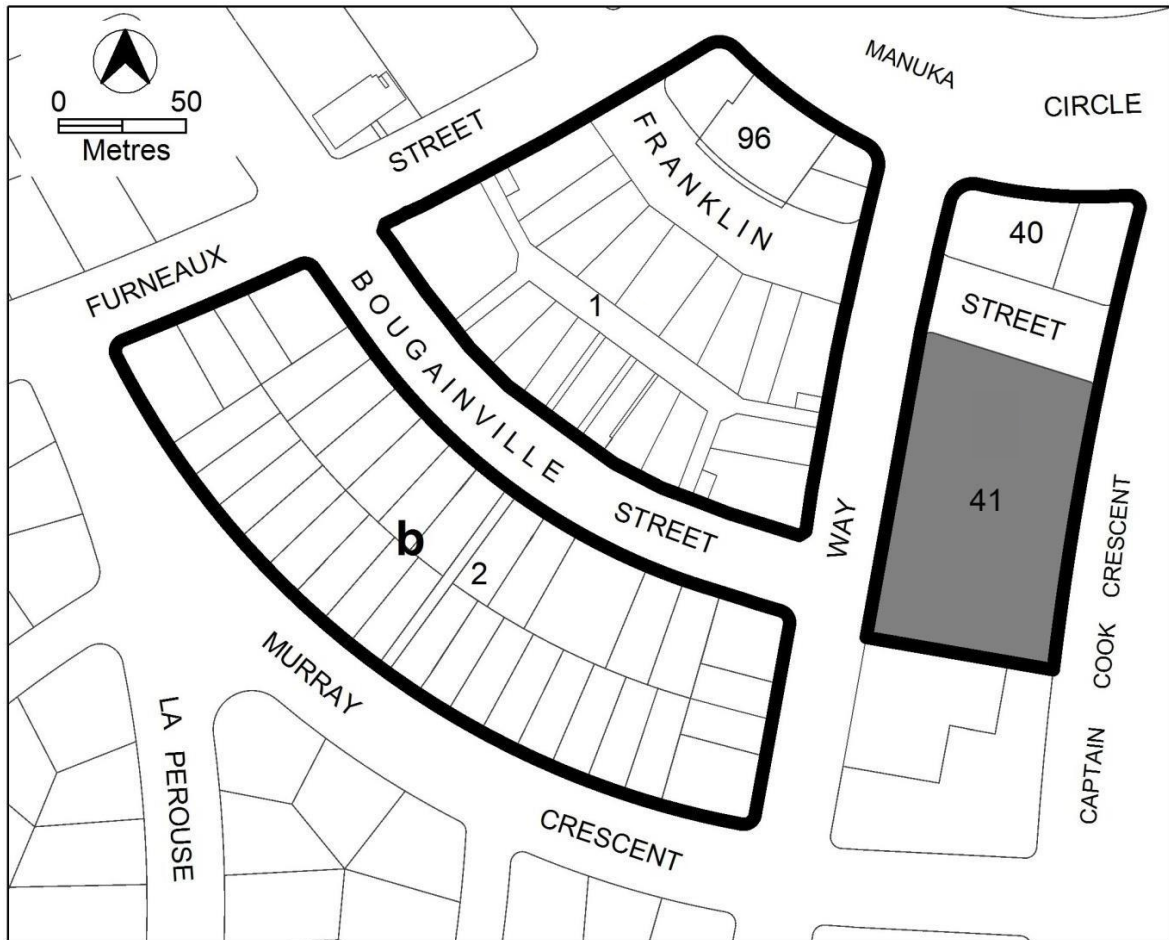 MANUKA
CIRCLE
0 50
Metres
STREET
FRANKLIN
96
40
FURNEAUX
BOUGAINVILLE
1
STREET
41
b
2
STREET
WAY
CAPTAIN COOK CRESCENT
MURRAY
LA PEROUSE
CRESCENT